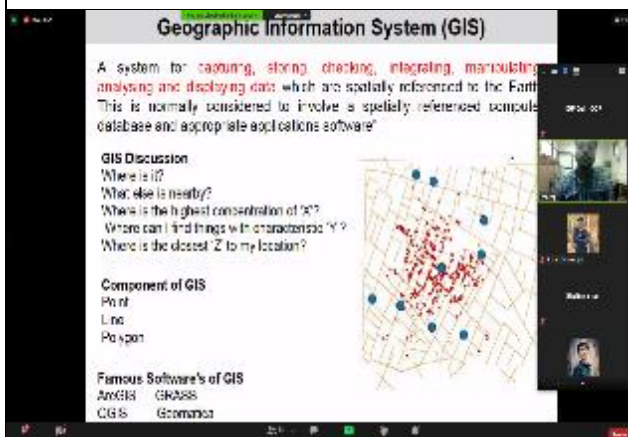 Geographic Information System (GIS)
A system for capturing, storing, checking, integrating, manipulating,
analysing and displaying data which are spatially referenced to the Earth
This is normally considered to involve a spatially referenced compute
database and appropriate applications software"
GIS Discussion
Where is it?
What else is nearby?
Where is the highest concentration of 'X'?
Where can I find things with characteristic 'Y'?
Where is the closest 'Z' to my location?
Component of GIS
Point
Line
Polygon
Famous Software's of GIS
ArcGIS GRASS
QGIS Geomatica